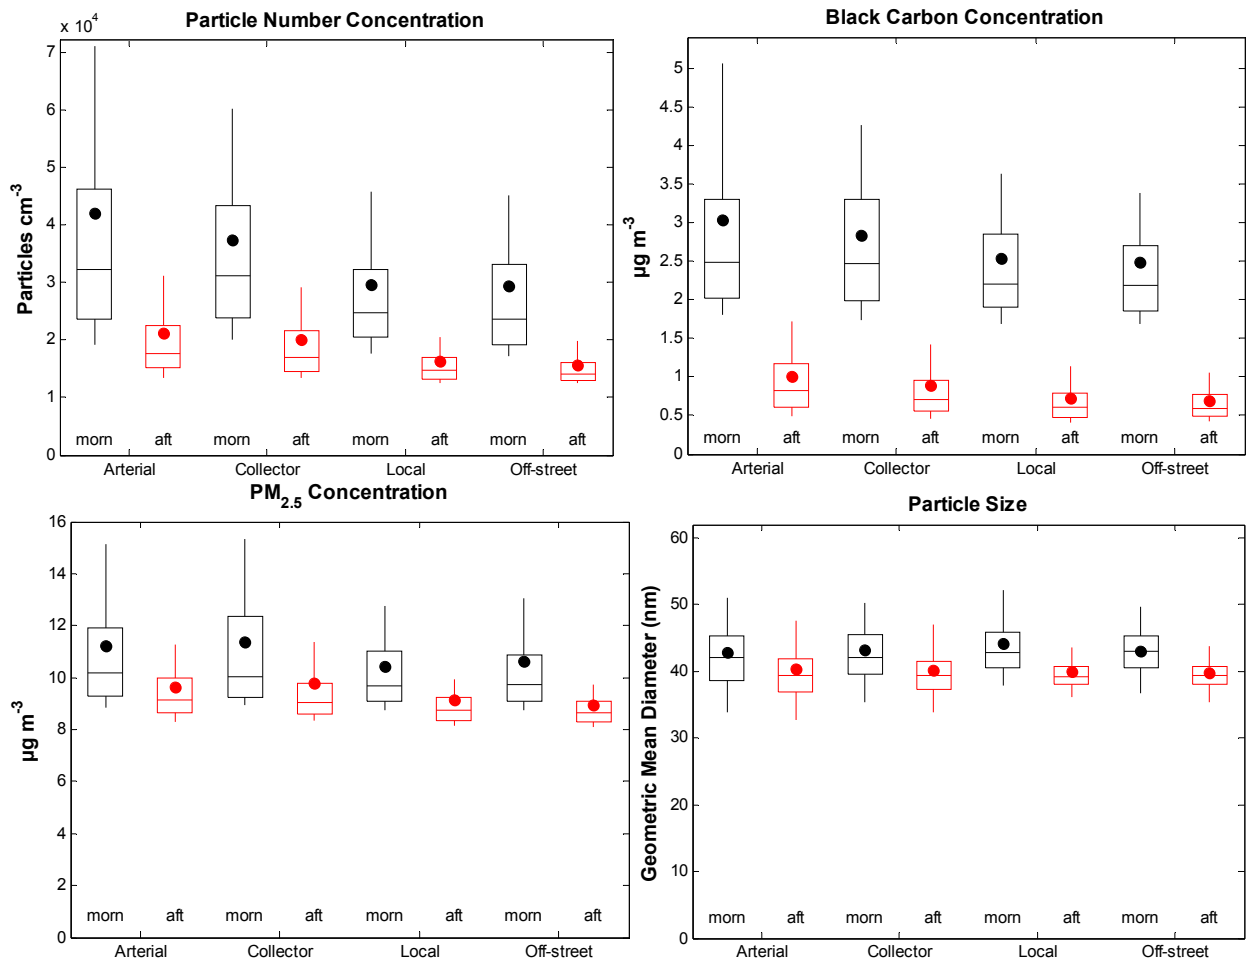 Particle Number Concentration
x 10⁴
7
6
5
4
3
2
1
0
Particles cm⁻³
morn aft morn aft morn aft morn aft
Arterial Collector Local Off-street
Black Carbon Concentration
5
4.5
4
3.5
3
2.5
2
1.5
1
0.5
0
µg m⁻³
morn aft morn aft morn aft morn aft
Arterial Collector Local Off-street
PM₂.₅ Concentration
16
14
12
10
8
6
4
2
0
µg m⁻³
morn aft morn aft morn aft morn aft
Arterial Collector Local Off-street
Particle Size
60
50
40
30
20
10
0
Geometric Mean Diameter (nm)
morn aft morn aft morn aft morn aft
Arterial Collector Local Off-street